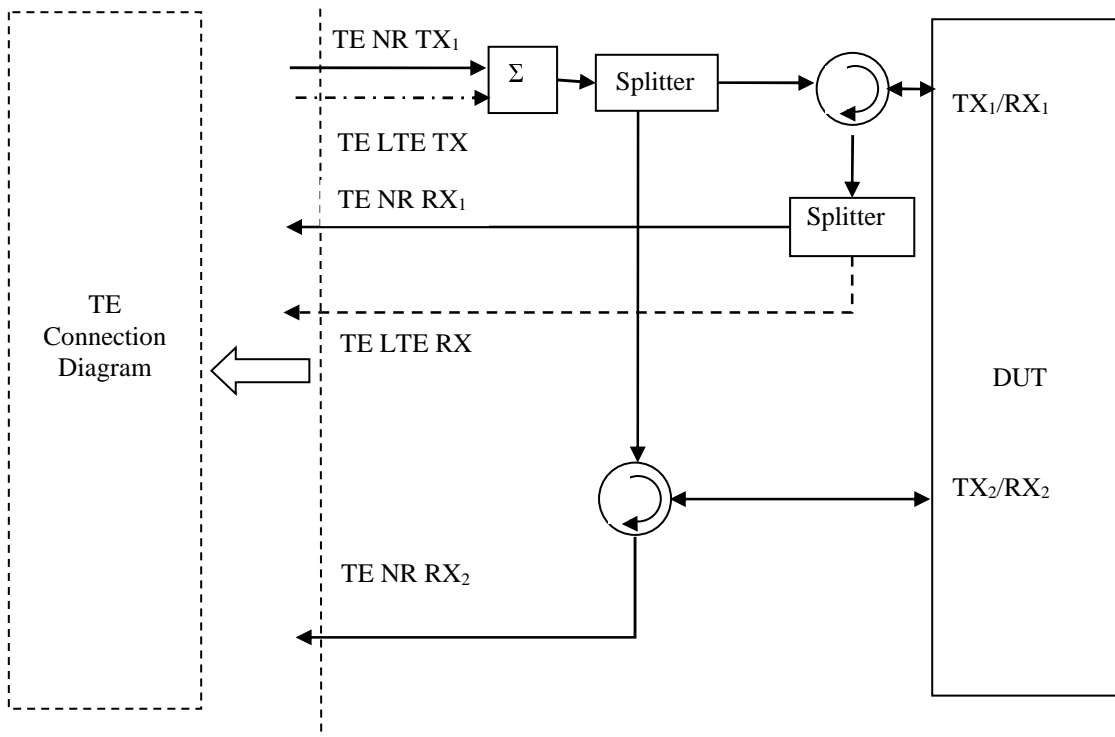 TE NR TX₁
Σ
Splitter
TX₁/RX₁
TE LTE TX
TE NR RX₁
Splitter
TE
Connection
Diagram
TE LTE RX
DUT
TX₂/RX₂
TE NR RX₂